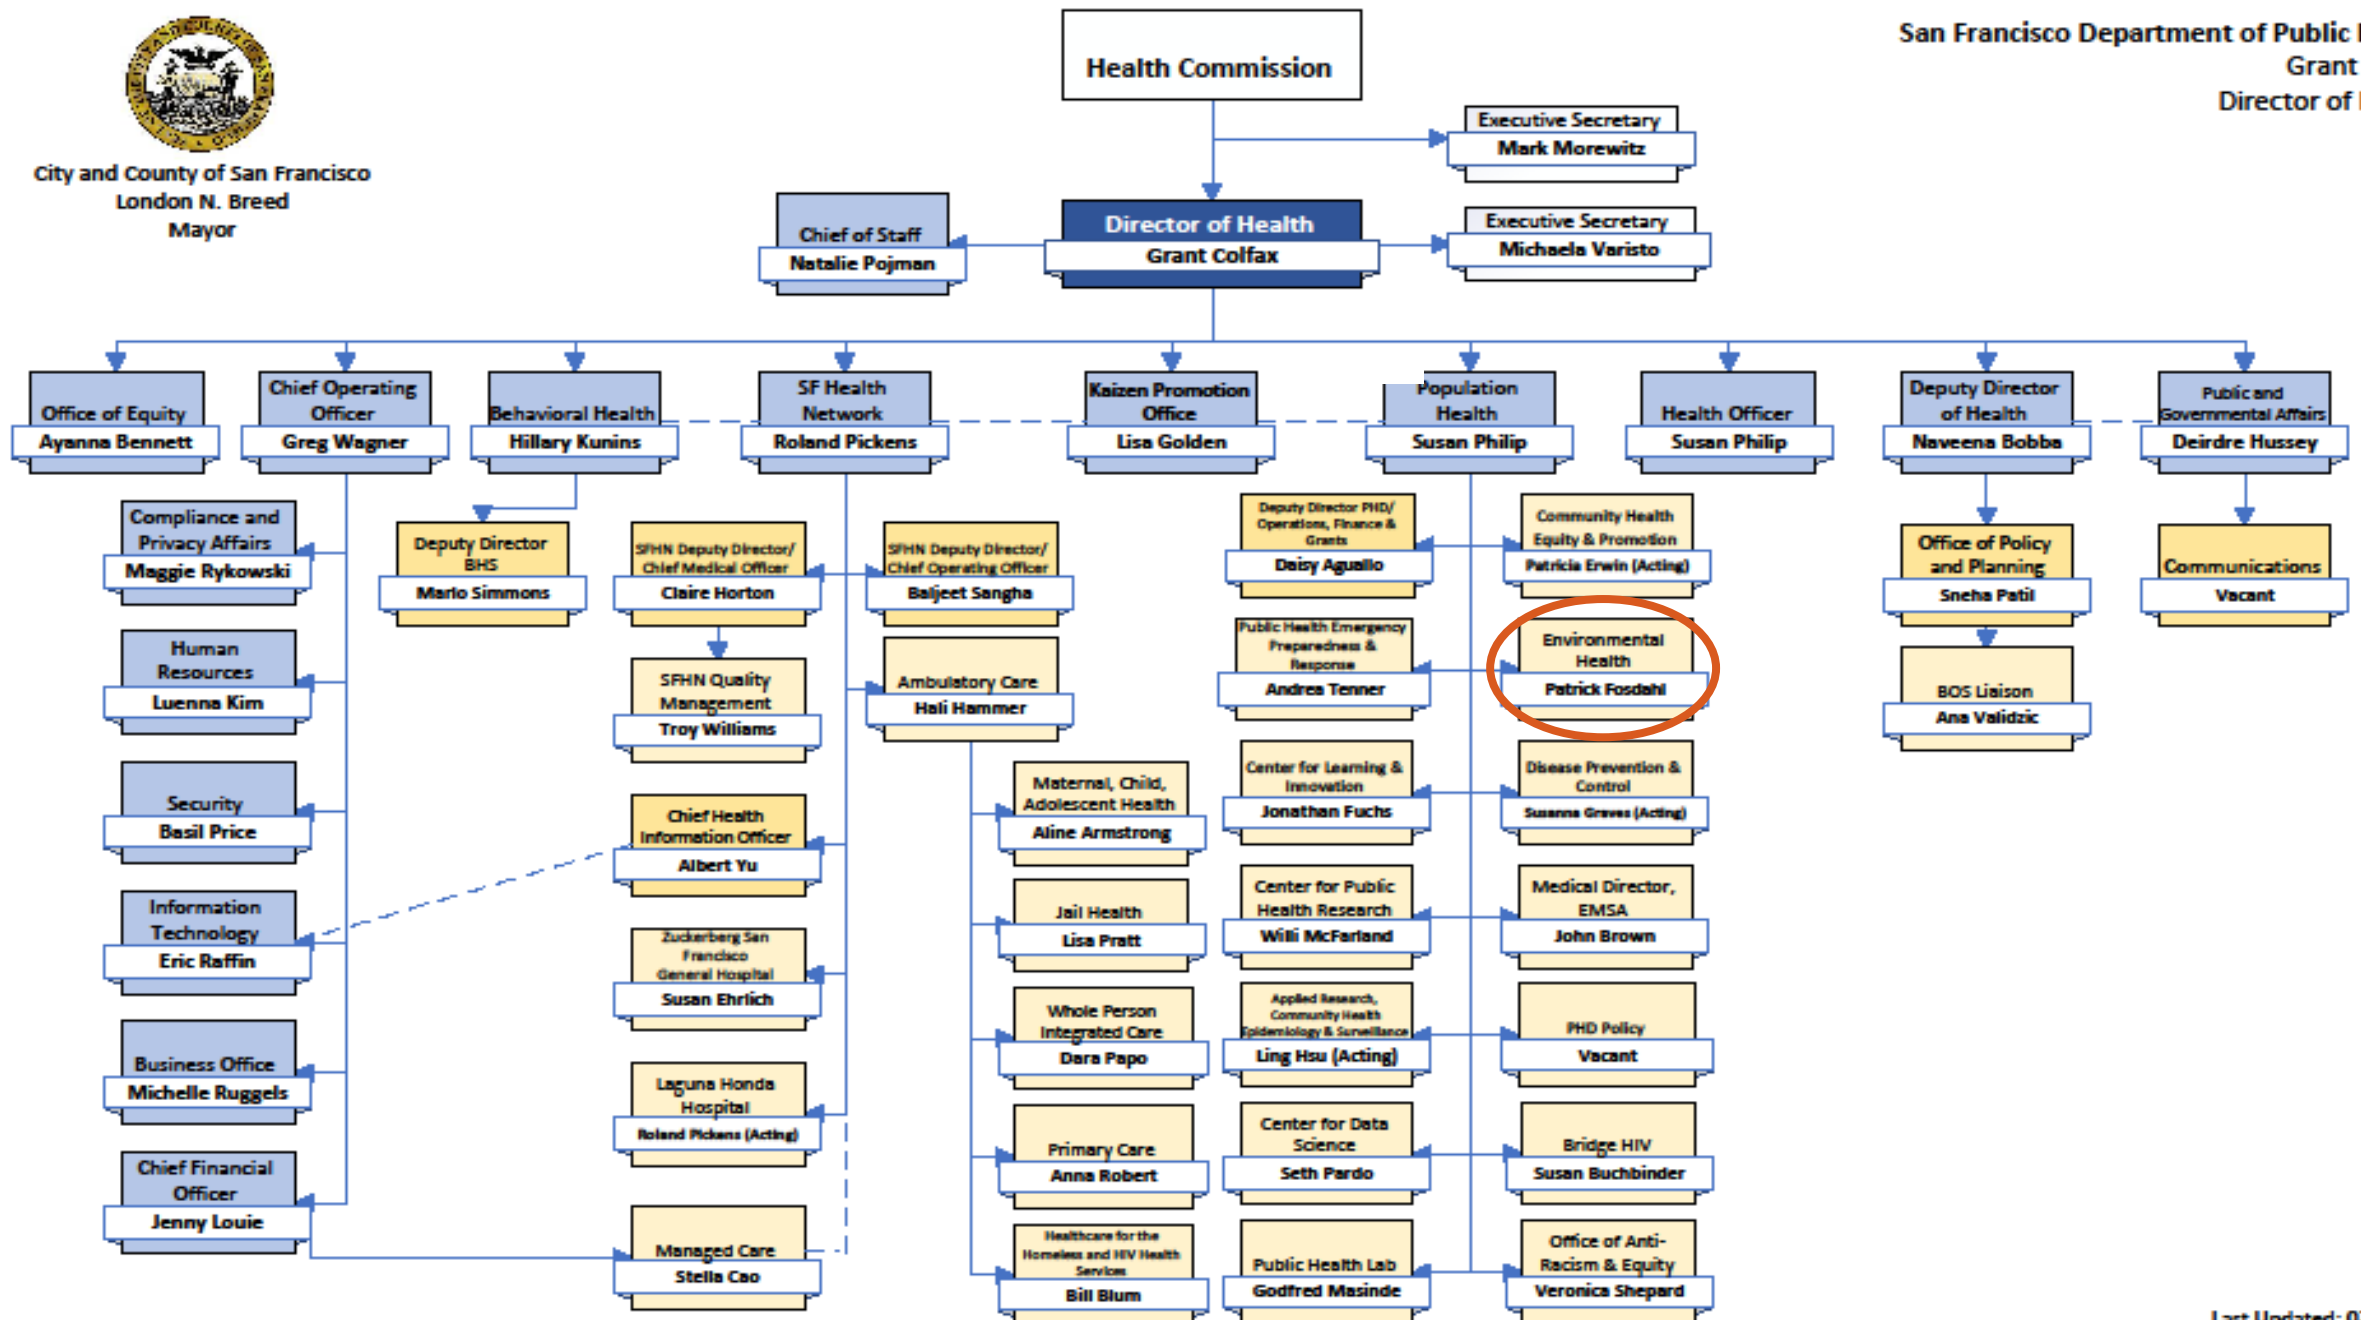 City and County of San Francisco
London N. Breed
Mayor
Health Commission
San Francisco Department of Public
Grant
Director of
Executive Secretary
Mark Morewitz
Chief of Staff
Natalie Pojman
Director of Health
Grant Colfax
Executive Secretary
Michaela Varisto
Office of Equity
Ayanna Bennett
Chief Operating
Officer
Greg Wagner
Behavioral Health
Hillary Kunins
SF Health
Network
Roland Pickens
Kaizen Promotion
Office
Lisa Golden
Population
Health
Susan Philip
Health Officer
Susan Philip
Deputy Director
of Health
Naveena Bobba
Public and
Governmental Affairs
Deirdre Hussey
Compliance and
Privacy Affairs
Maggie Rykowski
Human
Resources
Luenna Kim
Security
Basil Price
Information
Technology
Eric Raffin
Business Office
Michelle Ruggels
Chief Financial
Officer
Jenny Louie
Deputy Director
BHS
Marlo Simmons
SFHN Deputy Director/
Chief Medical Officer
Claire Horton
SFHN Quality
Management
Troy Williams
Chief Health
Information Officer
Albert Yu
Zuckerberg San
Francisco
General Hospital
Susan Ehrlich
Laguna Honda
Hospital
Roland Pickens (Acting)
Managed Care
Stella Cao
SFHN Deputy Director/
Chief Operating Officer
Baljeet Sangha
Ambulatory Care
Hali Hammer
Maternal, Child,
Adolescent Health
Aline Armstrong
Jail Health
Lisa Pratt
Whole Person
Integrated Care
Dara Papo
Primary Care
Anna Robert
Healthcare for the
Homeless and HIV Health
Services
Bill Blum
Deputy Director PHD/
Operations, Finance &
Grants
Daisy Aguallo
Public Health Emergency
Preparedness &
Response
Andrea Tenner
Center for Learning &
Innovation
Jonathan Fuchs
Center for Public
Health Research
Willi McFarland
Applied Research,
Community Health
Epidemiology & Surveillance
Ling Hsu (Acting)
Center for Data
Science
Seth Pardo
Public Health Lab
Godfred Masinde
Community Health
Equity & Promotion
Patricia Erwin (Acting)
Environmental
Health
Patrick Fosdahl
Disease Prevention &
Control
Susanna Graves (Acting)
Medical Director,
EMSA
John Brown
PHD Policy
Vacant
Bridge HIV
Susan Buchbinder
Office of Anti-
Racism & Equity
Veronica Shepard
Office of Policy
and Planning
Sneha Patil
BOS Liaison
Ana Validzic
Communications
Vacant
Last Updated: